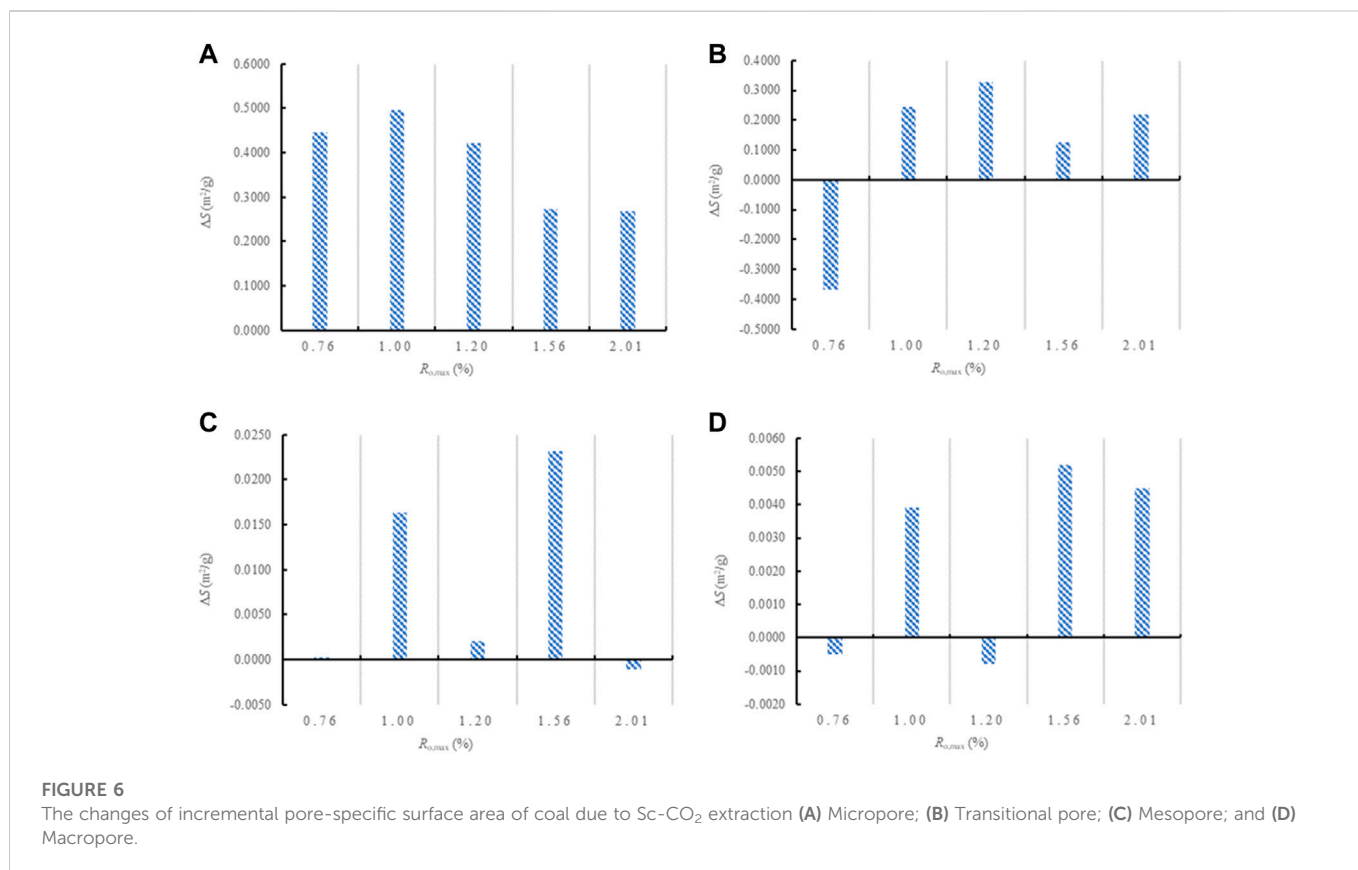 A
0.6000
0.5000
0.4000
0.3000
0.2000
0.1000
0.0000
ΔS (m²/g)
0.76 1.00 1.20 1.56 2.01
Ro,max (%)
B
0.4000
0.3000
0.2000
0.1000
0.0000
-0.1000
-0.2000
-0.3000
-0.4000
-0.5000
ΔS (m²/g)
0.76 1.00 1.20 1.56 2.01
Ro,max (%)
C
0.0250
0.0200
0.0150
0.0100
0.0050
0.0000
-0.0050
ΔS (m²/g)
0.76 1.00 1.20 1.56 2.01
Ro,max (%)
D
0.0060
0.0050
0.0040
0.0030
0.0020
0.0010
0.0000
-0.0010
-0.0020
ΔS (m²/g)
0.76 1.00 1.20 1.56 2.01
Ro,max (%)
FIGURE 6
The changes of incremental pore-specific surface area of coal due to Sc-CO₂ extraction (A) Micropore; (B) Transitional pore; (C) Mesopore; and (D)
Macropore.